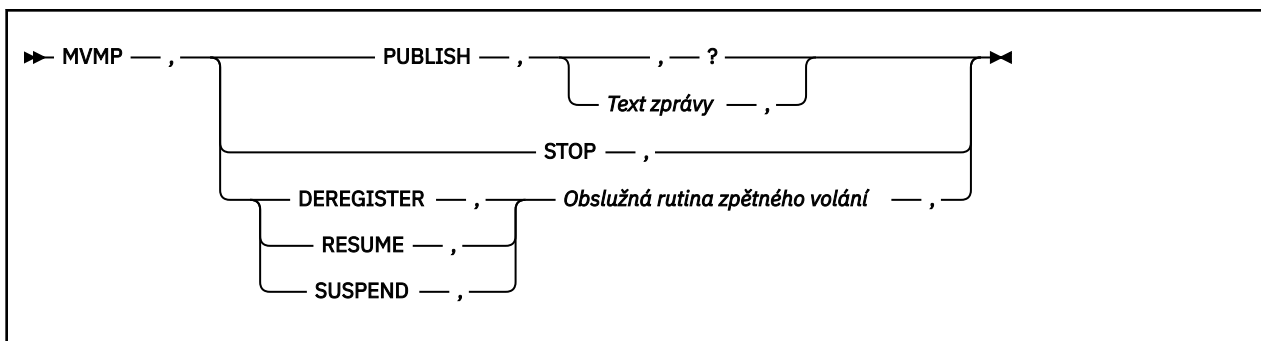 MVMP , PUBLISH , , ?
Text zprávy ,
STOP ,
DEREGISTER , Obslužná rutina zpětného volání ,
RESUME ,
SUSPEND ,